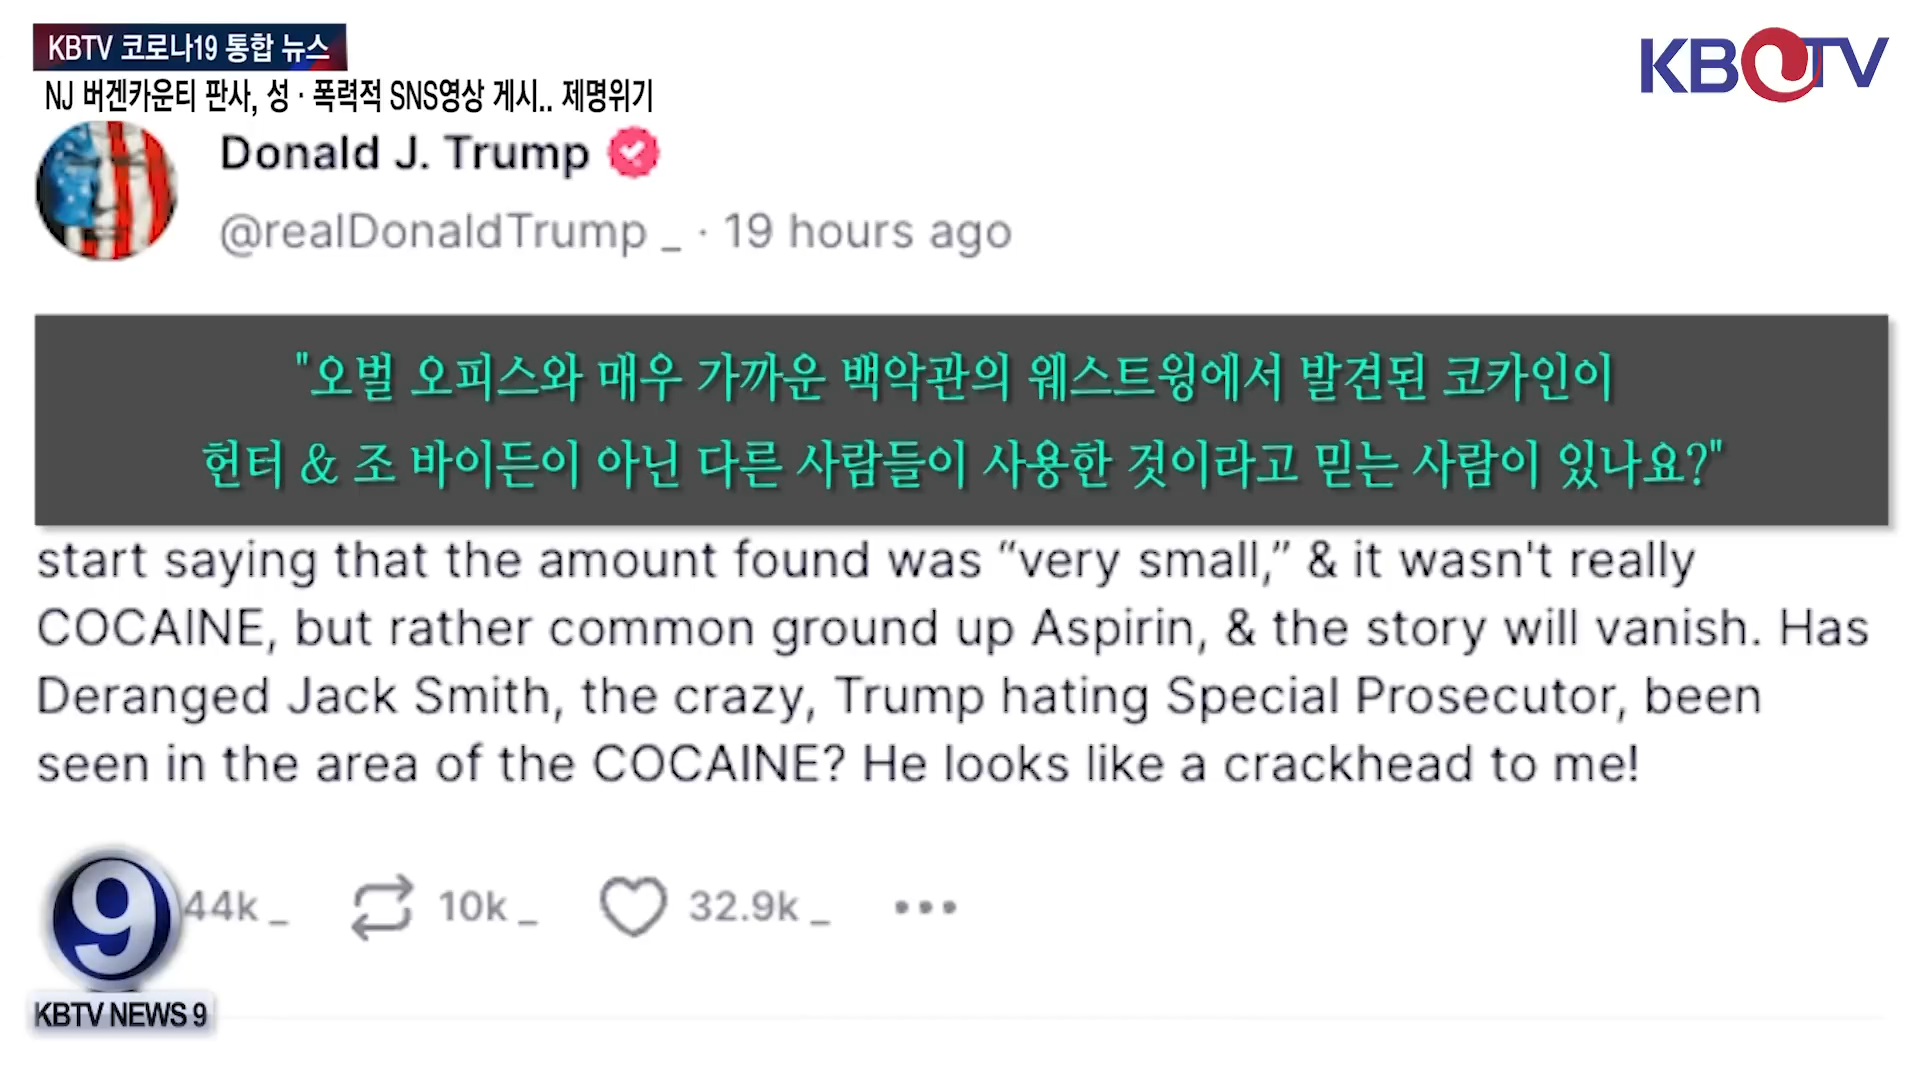 KBTV 코로나19 통합 뉴스
KBTV
NJ 버겐카운티 판사, 성·폭력적 SNS영상 게시.. 제명위기
Donald J. Trump
@realDonaldTrump _ · 19 hours ago
"오벌 오피스와 매우 가까운 백악관의 웨스트윙에서 발견된 코카인이
헌터 & 조 바이든이 아닌 다른 사람들이 사용한 것이라고 믿는 사람이 있나요?"
start saying that the amount found was “very small,” & it wasn't really
COCAINE, but rather common ground up Aspirin, & the story will vanish. Has
Deranged Jack Smith, the crazy, Trump hating Special Prosecutor, been
seen in the area of the COCAINE? He looks like a crackhead to me!
9
44k _ 10k _ 32.9k _
KBTV NEWS 9